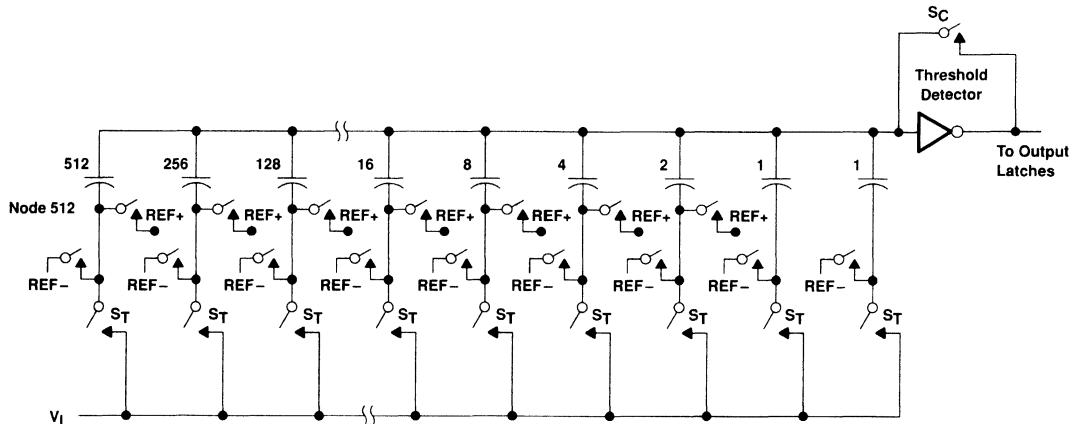 SC
Threshold
Detector
To Output
Latches
512 256 128 16 8 4 2 1 1
Node 512
REF+ REF+ REF+ REF+ REF+ REF+ REF+
REF– REF– REF– REF– REF– REF– REF– REF– REF–
ST ST ST ST ST ST ST ST ST
VI